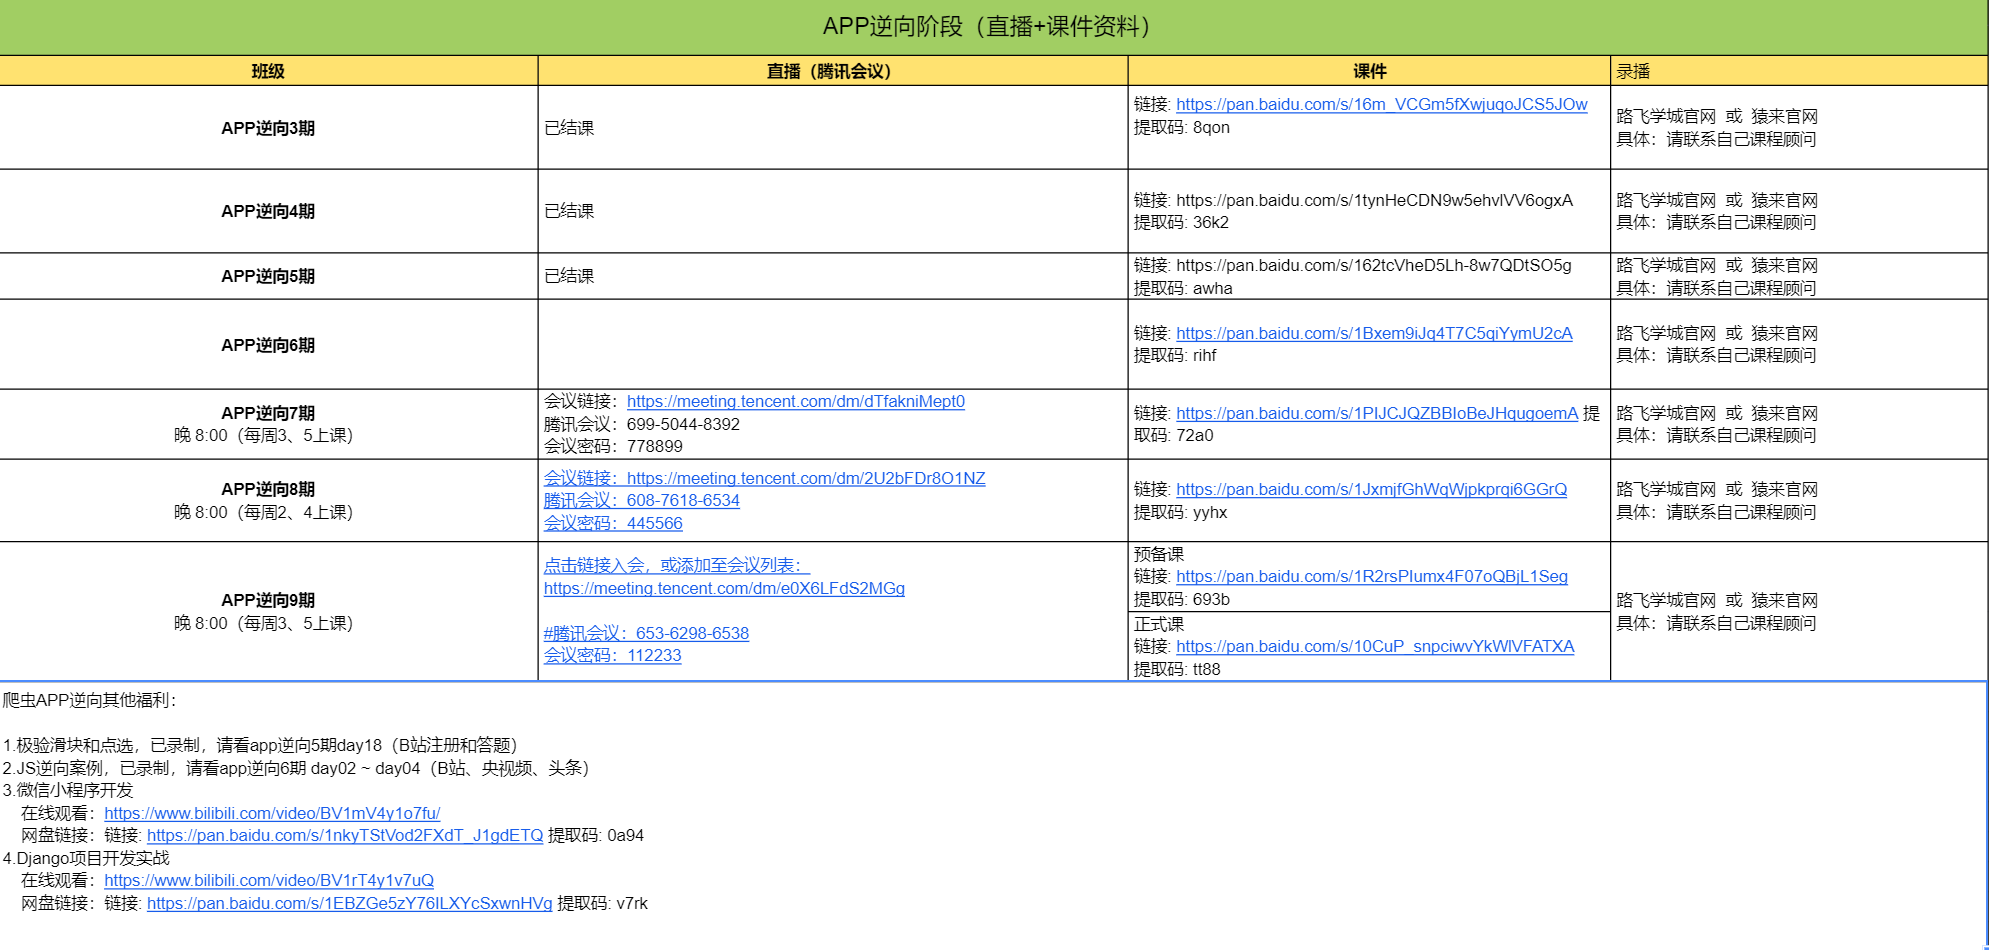 APP逆向阶段（直播+课件资料）
班级 直播（腾讯会议） 课件 录播
APP逆向3期
已结课
链接: https://pan.baidu.com/s/16m_VCGm5fXwjuqoJCS5JOw
提取码: 8qon
路飞学城官网 或 猿来官网
具体：请联系自己课程顾问
APP逆向4期
已结课
链接: https://pan.baidu.com/s/1tynHeCDN9w5ehvlVV6ogxA
提取码: 36k2
路飞学城官网 或 猿来官网
具体：请联系自己课程顾问
APP逆向5期
已结课
链接: https://pan.baidu.com/s/162tcVheD5Lh-8w7QDtSO5g
提取码: awha
路飞学城官网 或 猿来官网
具体：请联系自己课程顾问
APP逆向6期
链接: https://pan.baidu.com/s/1Bxem9iJq4T7C5qiYymU2cA
提取码: rihf
路飞学城官网 或 猿来官网
具体：请联系自己课程顾问
APP逆向7期
晚 8:00（每周3、5上课）
会议链接：https://meeting.tencent.com/dm/dTfakniMept0
腾讯会议：699-5044-8392
会议密码：778899
链接: https://pan.baidu.com/s/1PIJCJQZBBIoBeJHqugoemA 提
取码: 72a0
路飞学城官网 或 猿来官网
具体：请联系自己课程顾问
APP逆向8期
晚 8:00（每周2、4上课）
会议链接：https://meeting.tencent.com/dm/2U2bFDr8O1NZ
腾讯会议：608-7618-6534
会议密码：445566
链接: https://pan.baidu.com/s/1JxmjfGhWqWjpkprqi6GGrQ
提取码: yyhx
路飞学城官网 或 猿来官网
具体：请联系自己课程顾问
APP逆向9期
晚 8:00（每周3、5上课）
点击链接入会，或添加至会议列表：
https://meeting.tencent.com/dm/e0X6LFdS2MGg
#腾讯会议：653-6298-6538
会议密码：112233
预备课
链接: https://pan.baidu.com/s/1R2rsPIumx4F07oQBjL1Seg
提取码: 693b
正式课
链接: https://pan.baidu.com/s/10CuP_snpciwvYkWlVFATXA
提取码: tt88
路飞学城官网 或 猿来官网
具体：请联系自己课程顾问
爬虫APP逆向其他福利：
1.极验滑块和点选，已录制，请看app逆向5期day18（B站注册和答题）
2.JS逆向案例，已录制，请看app逆向6期 day02 ~ day04（B站、央视频、头条）
3.微信小程序开发
在线观看：https://www.bilibili.com/video/BV1mV4y1o7fu/
网盘链接：链接: https://pan.baidu.com/s/1nkyTStVod2FXdT_J1gdETQ 提取码: 0a94
4.Django项目开发实战
在线观看：https://www.bilibili.com/video/BV1rT4y1v7uQ
网盘链接：链接: https://pan.baidu.com/s/1EBZGe5zY76ILXYcSxwnHVg 提取码: v7rk